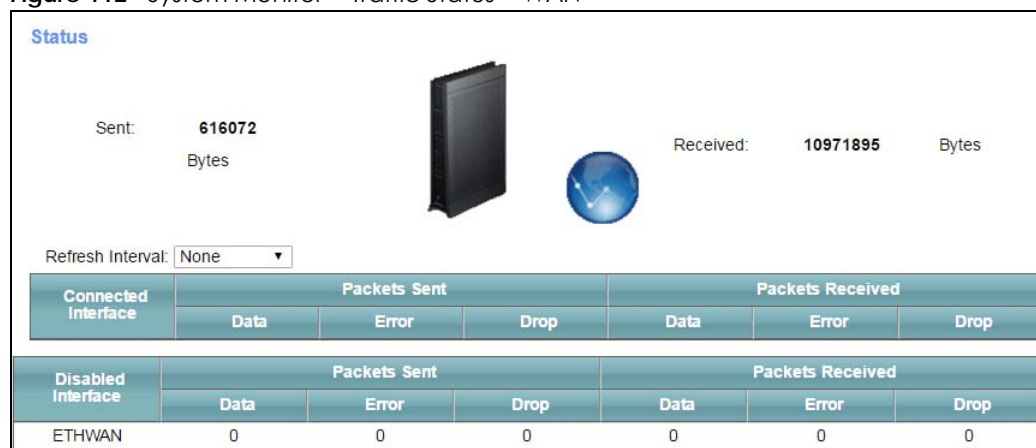 Figure 112 System Monitor > Traffic Status > WAN
Status
Sent: 616072
Bytes
Received: 10971895 Bytes
Refresh Interval: None
Connected Interface Packets Sent Packets Received
Data Error Drop Data Error Drop
Disabled Interface Packets Sent Packets Received
Data Error Drop Data Error Drop
ETHWAN 0 0 0 0 0 0